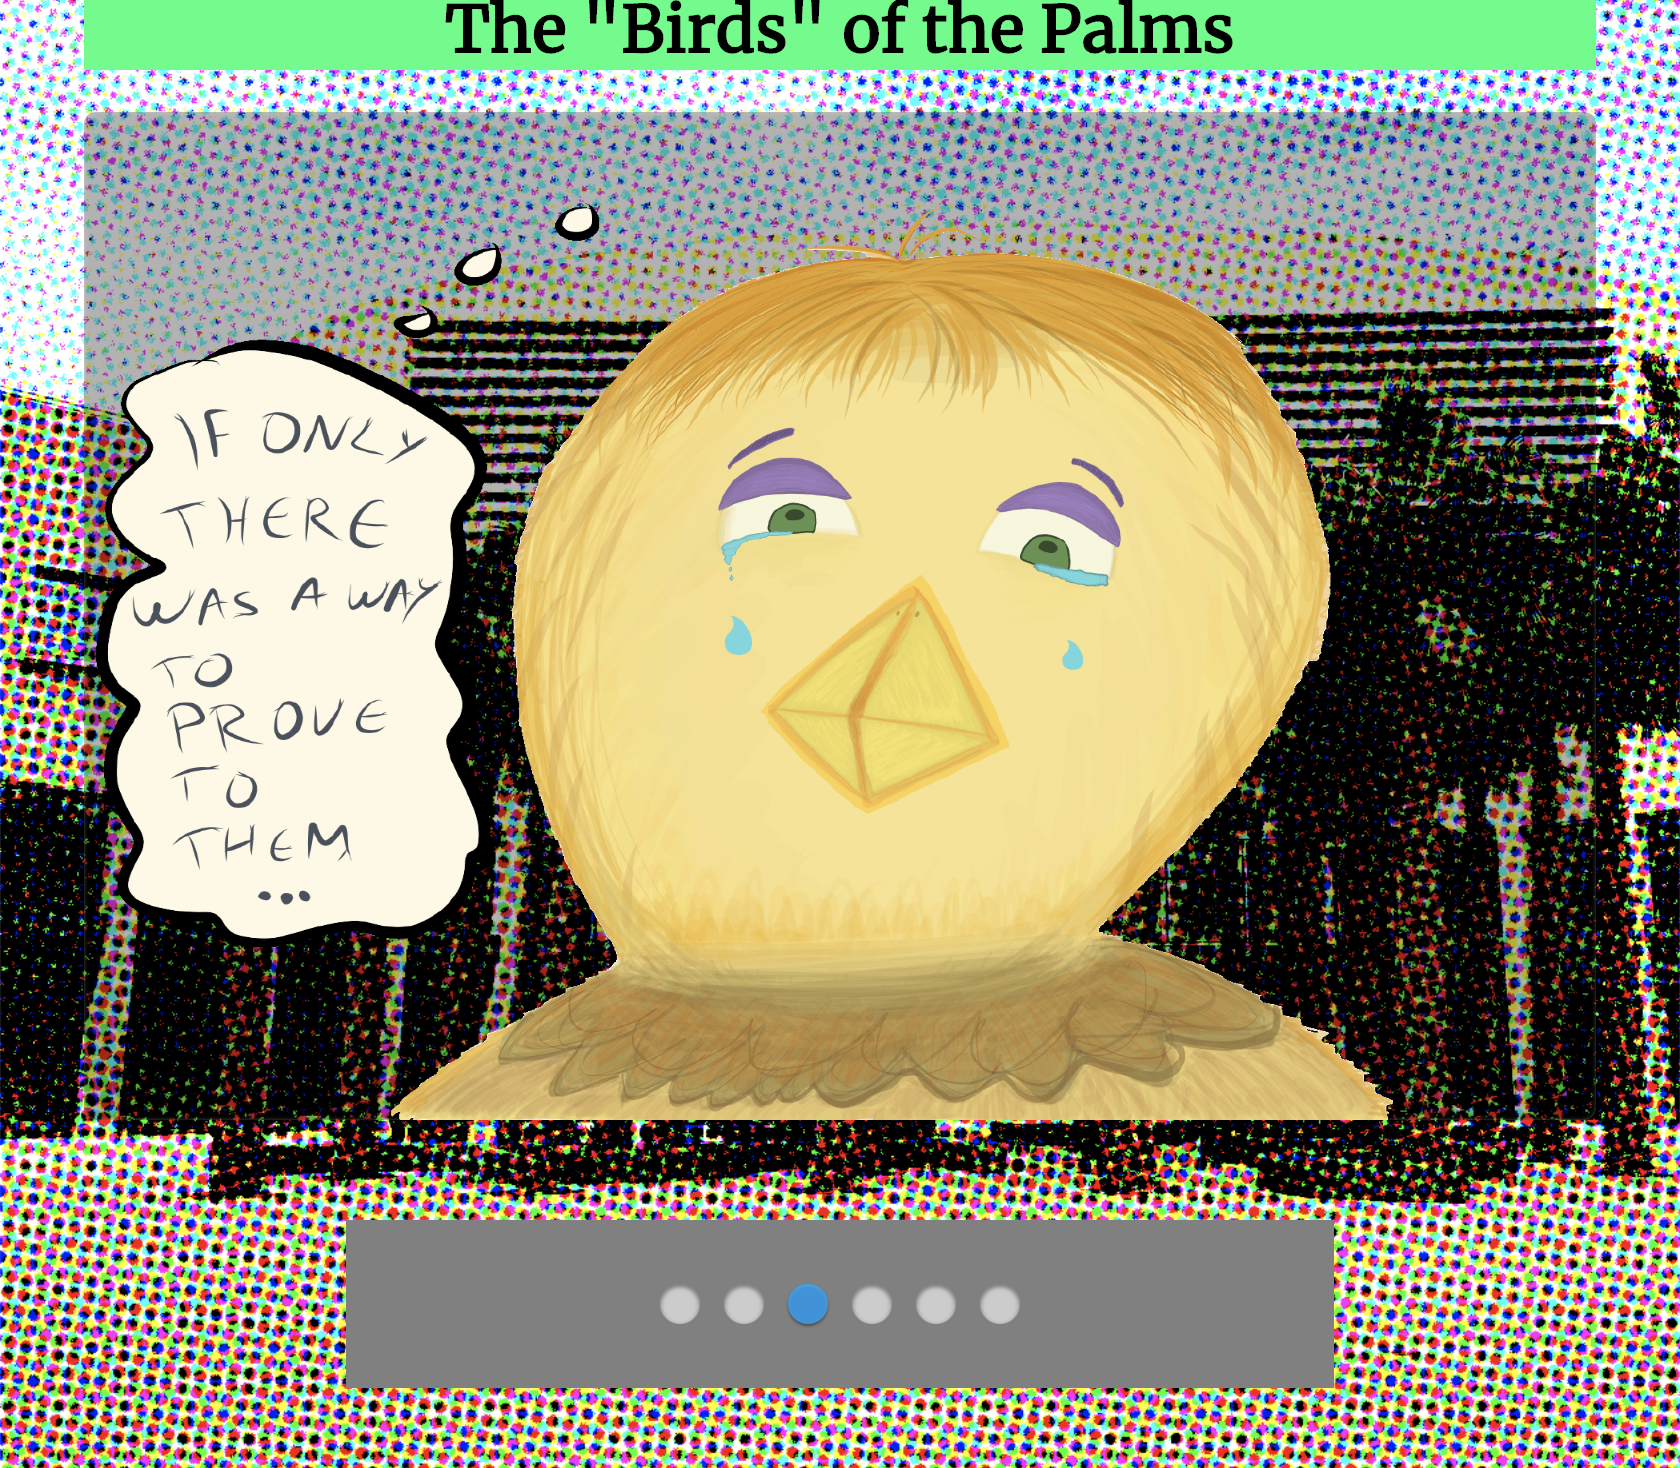 The "Birds" of the Palms
IF ONLY
THERE
WAS A WAY
TO
PROVE
TO
THEM
...